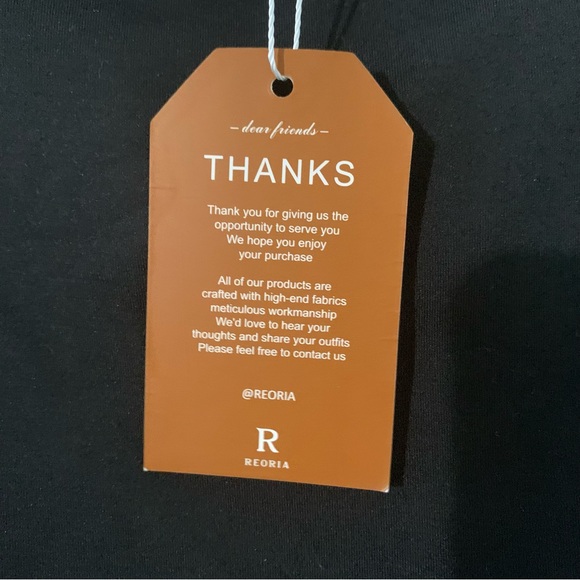 – dear friends –
THANKS
Thank you for giving us the
opportunity to serve you
We hope you enjoy
your purchase
All of our products are
crafted with high-end fabrics
meticulous workmanship
We'd love to hear your
thoughts and share your outfits
Please feel free to contact us
@REORIA
R
REORIA